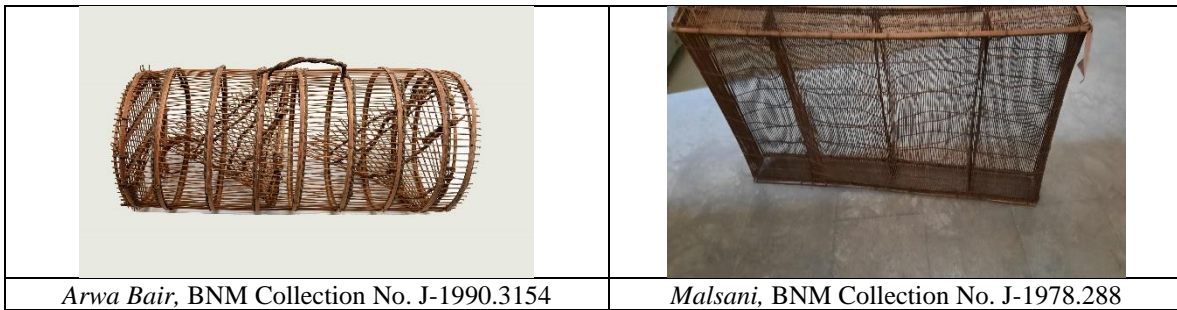 Arwa Bair, BNM Collection No. J-1990.3154
Malsani, BNM Collection No. J-1978.288